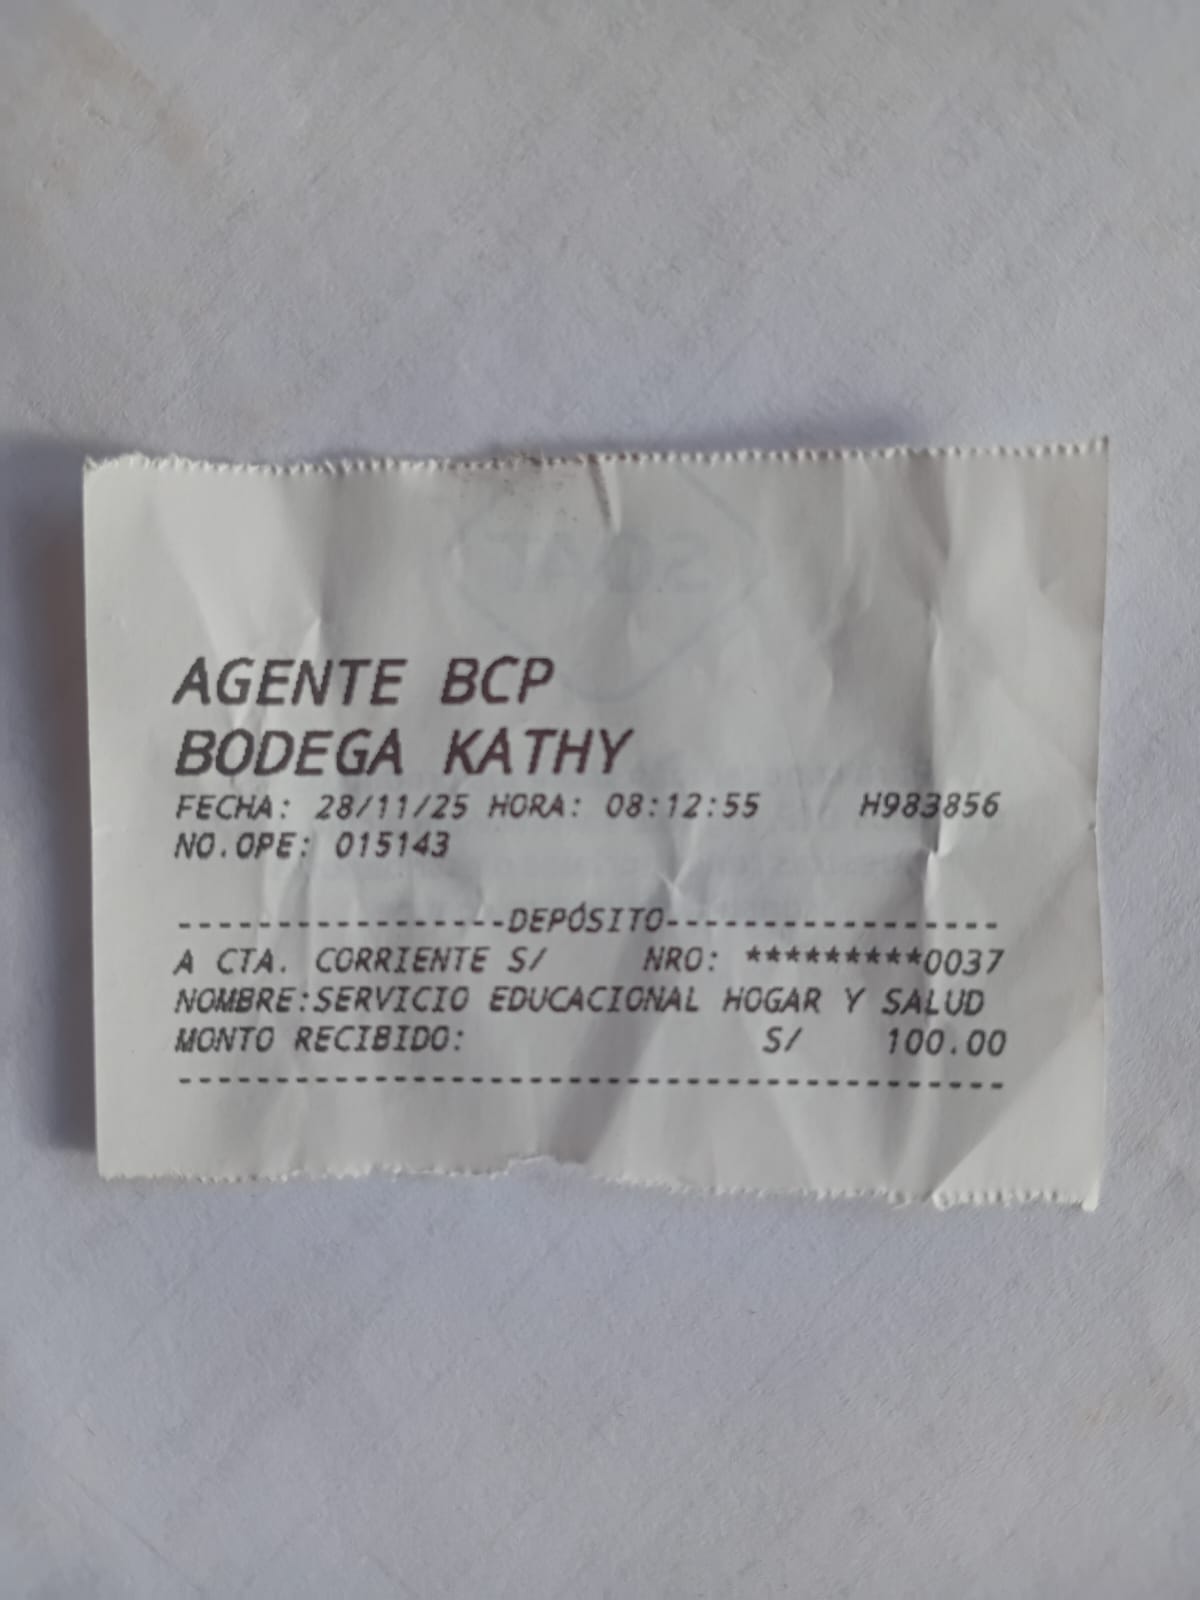 AGENTE BCP
BODEGA KATHY
FECHA: 28/11/25 HORA: 08:12:55 H983856
NO.OPE: 015143
-----------------DEPÓSITO-----------------
A CTA. CORRIENTE S/ NRO: *********0037
NOMBRE:SERVICIO EDUCACIONAL HOGAR Y SALUD
MONTO RECIBIDO: S/ 100.00
------------------------------------------